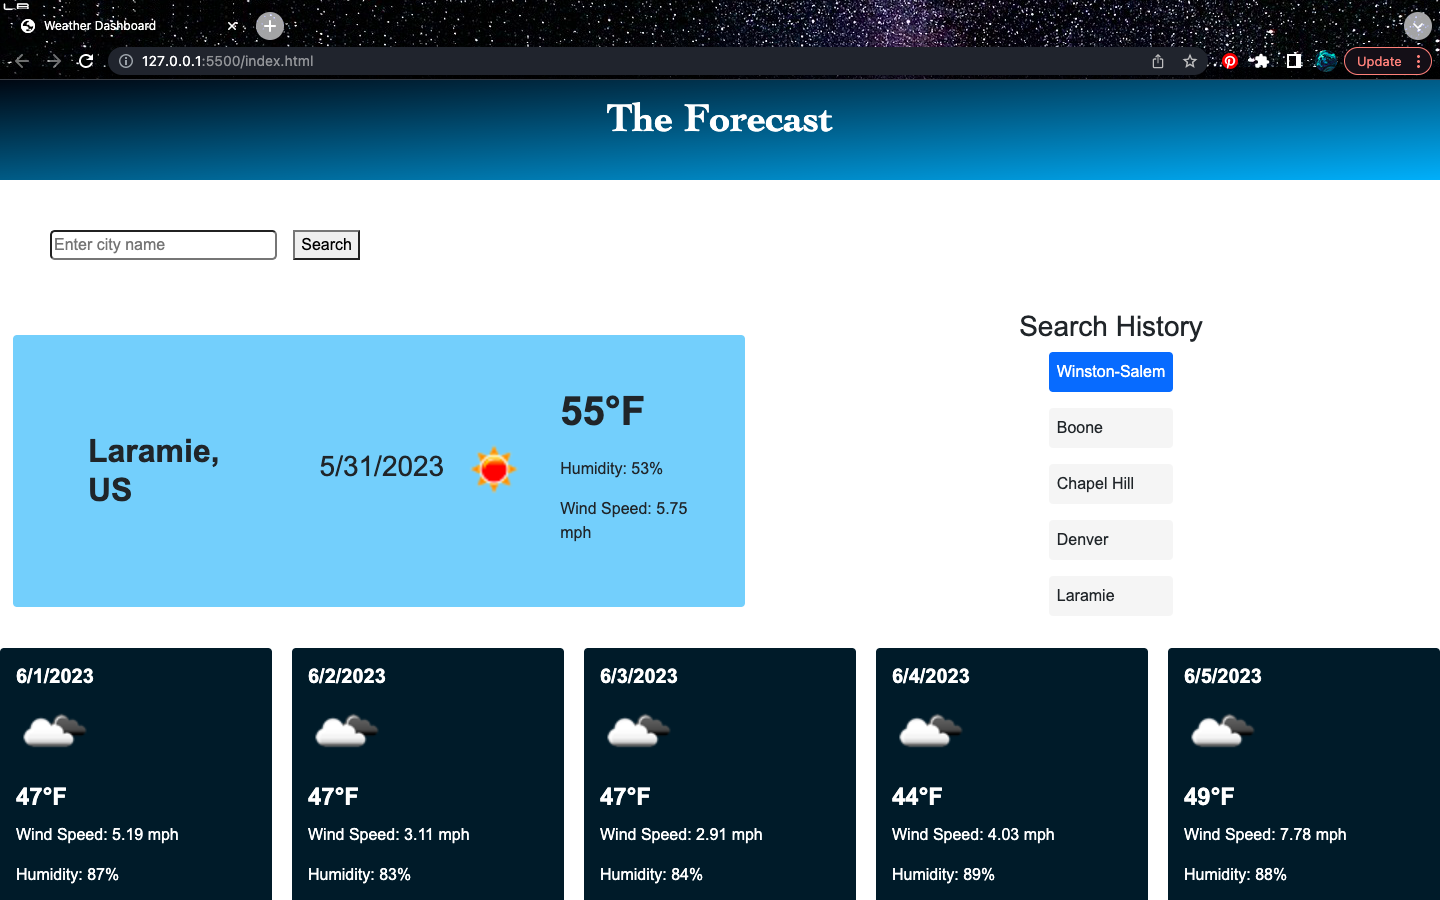 Weather Dashboard
127.0.0.1:5500/index.html
Update
The Forecast
Enter city name
Search
Search History
Winston-Salem
Boone
Chapel Hill
Denver
Laramie
Laramie,
US
5/31/2023
55°F
Humidity: 53%
Wind Speed: 5.75
mph
6/1/2023
47°F
Wind Speed: 5.19 mph
Humidity: 87%
6/2/2023
47°F
Wind Speed: 3.11 mph
Humidity: 83%
6/3/2023
47°F
Wind Speed: 2.91 mph
Humidity: 84%
6/4/2023
44°F
Wind Speed: 4.03 mph
Humidity: 89%
6/5/2023
49°F
Wind Speed: 7.78 mph
Humidity: 88%